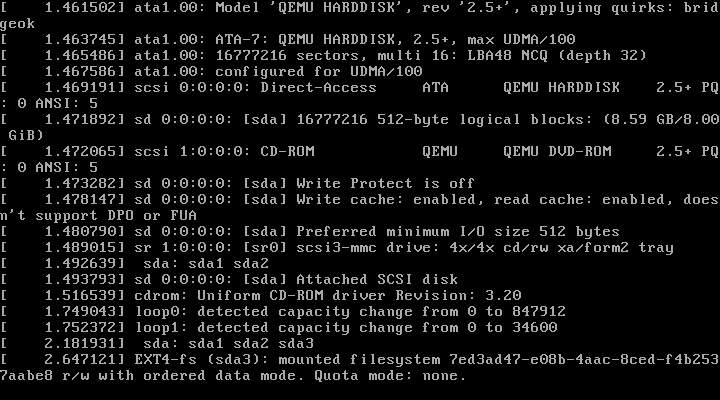 [    1.461502] ata1.00: Model 'QEMU HARDDISK', rev '2.5+', applying quirks: brid
geok
[    1.463745] ata1.00: ATA-7: QEMU HARDDISK, 2.5+, max UDMA/100
[    1.465486] ata1.00: 16777216 sectors, multi 16: LBA48 NCQ (depth 32)
[    1.467586] ata1.00: configured for UDMA/100
[    1.469191] scsi 0:0:0:0: Direct-Access     ATA      QEMU HARDDISK    2.5+ PQ
: 0 ANSI: 5
[    1.471892] sd 0:0:0:0: [sda] 16777216 512-byte logical blocks: (8.59 GB/8.00
 GiB)
[    1.472065] scsi 1:0:0:0: CD-ROM            QEMU     QEMU DVD-ROM     2.5+ PQ
: 0 ANSI: 5
[    1.473282] sd 0:0:0:0: [sda] Write Protect is off
[    1.478147] sd 0:0:0:0: [sda] Write cache: enabled, read cache: enabled, does
n't support DPO or FUA
[    1.480790] sd 0:0:0:0: [sda] Preferred minimum I/O size 512 bytes
[    1.489015] sr 1:0:0:0: [sr0] scsi3-mmc drive: 4x/4x cd/rw xa/form2 tray
[    1.492639]  sda: sda1 sda2
[    1.493793] sd 0:0:0:0: [sda] Attached SCSI disk
[    1.516539] cdrom: Uniform CD-ROM driver Revision: 3.20
[    1.749043] loop0: detected capacity change from 0 to 847912
[    1.752372] loop1: detected capacity change from 0 to 34600
[    2.181931]  sda: sda1 sda2 sda3
[    2.647121] EXT4-fs (sda3): mounted filesystem 7ed3ad47-e08b-4aac-8ced-f4b253
7aabe8 r/w with ordered data mode. Quota mode: none.